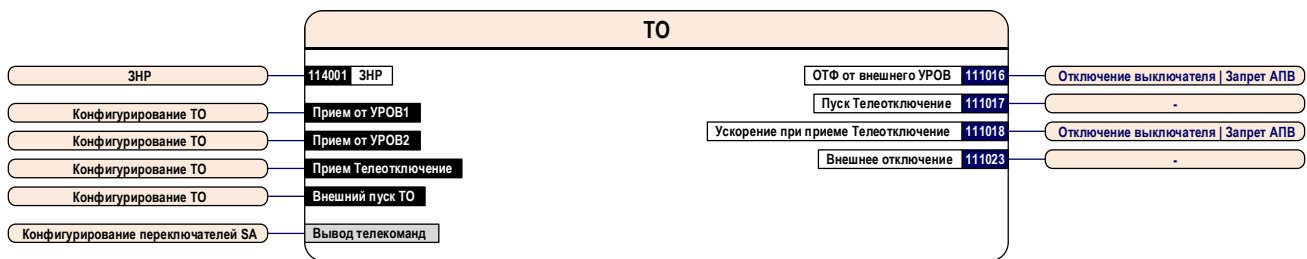 ТО
ЗНР 114001 ЗНР
Конфигурирование ТО Прием от УРОВ1
Конфигурирование ТО Прием от УРОВ2
Конфигурирование ТО Прием Телеотключение
Конфигурирование ТО Внешний пуск ТО
Конфигурирование переключателей SA Вывод телекоманд
ОТФ от внешнего УРОВ 111016 Отключение выключателя | Запрет АПВ
Пуск Телеотключение 111017 -
Ускорение при приеме Телеотключение 111018 Отключение выключателя | Запрет АПВ
Внешнее отключение 111023 -